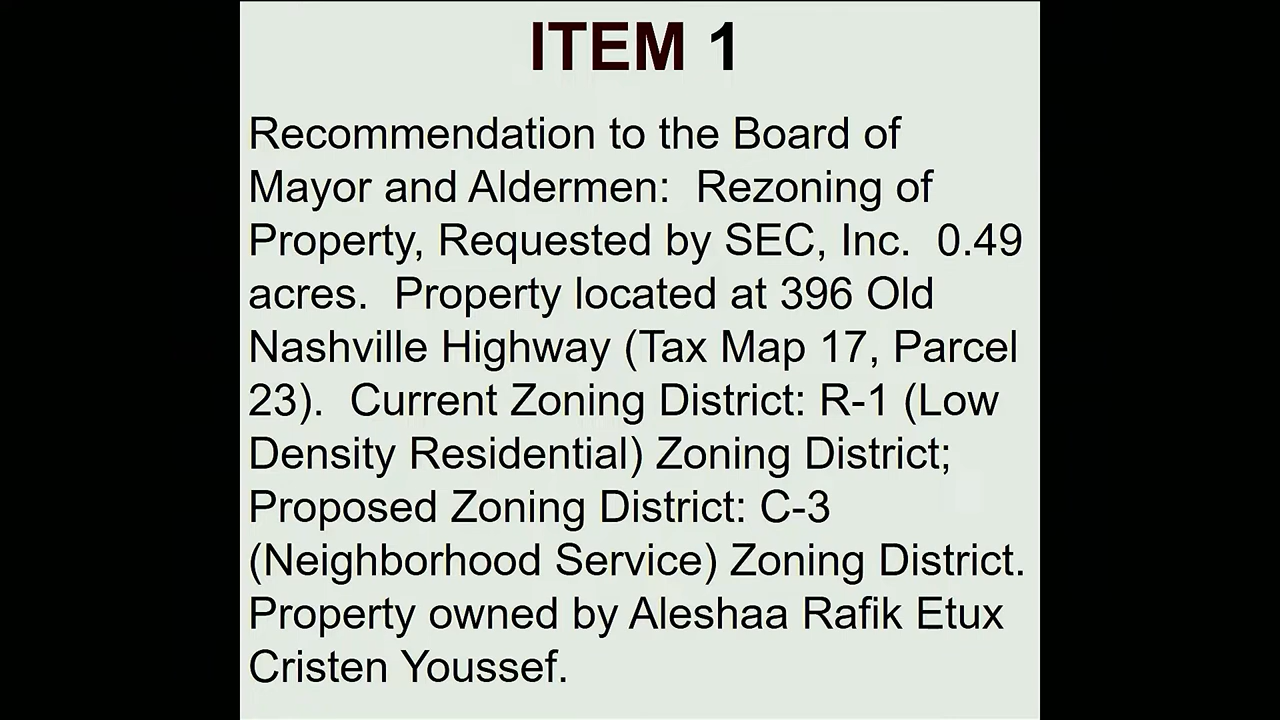 ITEM 1
Recommendation to the Board of
Mayor and Aldermen:  Rezoning of
Property, Requested by SEC, Inc.  0.49
acres.  Property located at 396 Old
Nashville Highway (Tax Map 17, Parcel
23).  Current Zoning District: R-1 (Low
Density Residential) Zoning District;
Proposed Zoning District: C-3
(Neighborhood Service) Zoning District.
Property owned by Aleshaa Rafik Etux
Cristen Youssef.